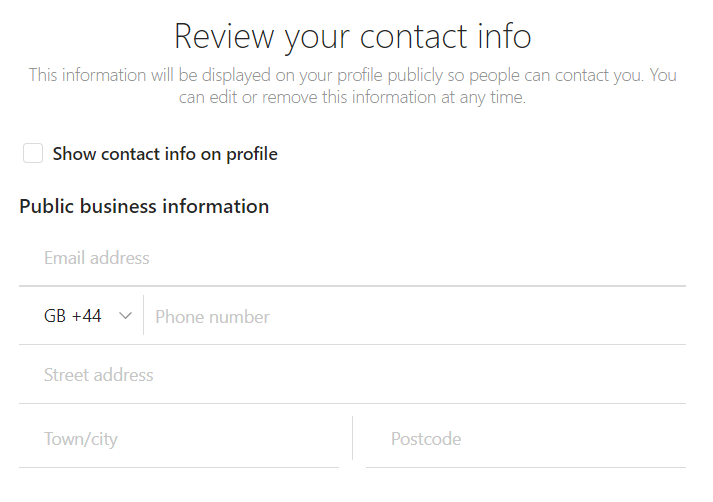 Review your contact info
This information will be displayed on your profile publicly so people can contact you. You
can edit or remove this information at any time.
Show contact info on profile
Public business information
Email address
GB +44 Phone number
Street address
Town/city Postcode